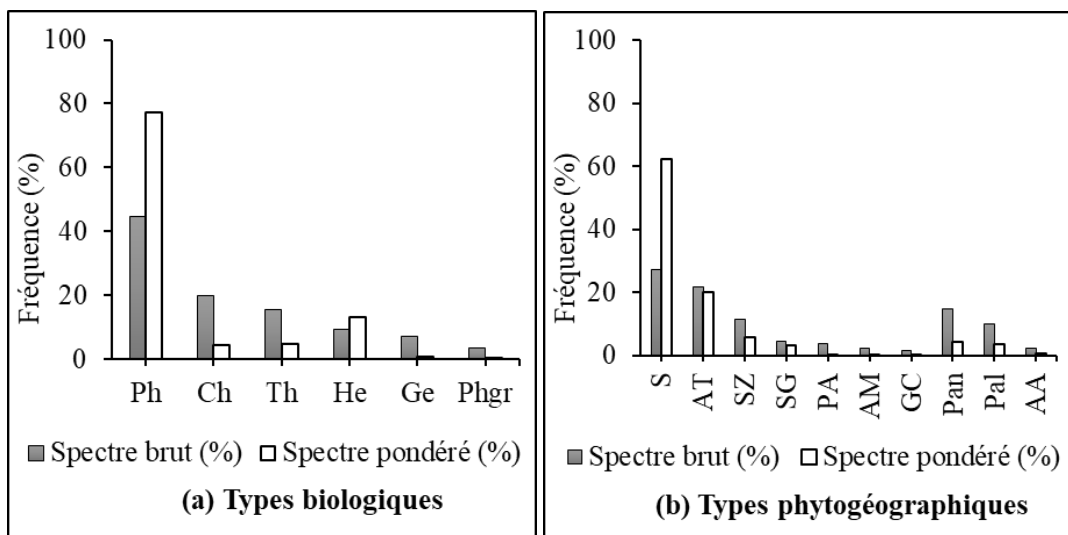 100
80
60
40
20
0
Fréquence (%)
Ph Ch Th He Ge Phgr
Spectre brut (%) Spectre pondéré (%)
(a) Types biologiques
100
80
60
40
20
0
Fréquence (%)
S AT SZ SG PA AM GC Pan Pal AA
Spectre brut (%) Spectre pondéré (%)
(b) Types phytogéographiques